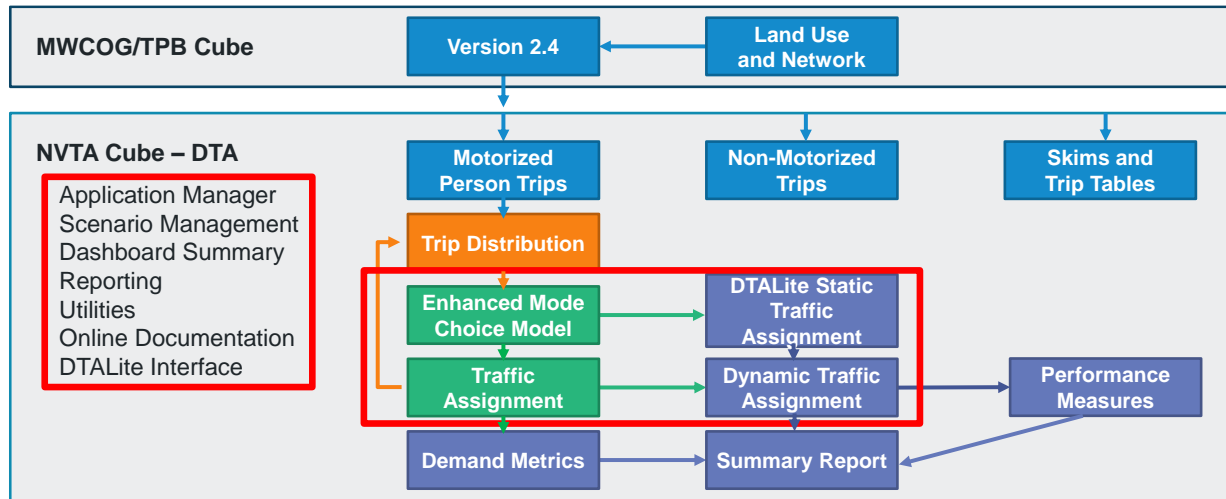 MWCOG/TPB Cube
Version 2.4
Land Use
and Network
NVTA Cube – DTA
Application Manager
Scenario Management
Dashboard Summary
Reporting
Utilities
Online Documentation
DTALite Interface
Motorized
Person Trips
Non-Motorized
Trips
Skims and
Trip Tables
Trip Distribution
Enhanced Mode
Choice Model
DTALite Static
Traffic
Assignment
Traffic
Assignment
Dynamic Traffic
Assignment
Performance
Measures
Demand Metrics
Summary Report